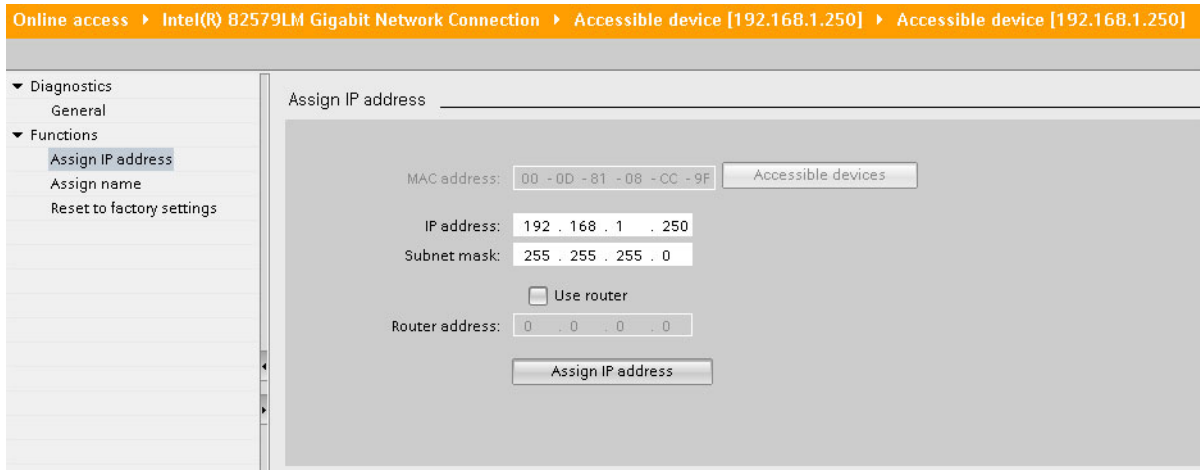 Online access ▸ Intel(R) 82579LM Gigabit Network Connection ▸ Accessible device [192.168.1.250] ▸ Accessible device [192.168.1.250]
Diagnostics
General
Functions
Assign IP address
Assign name
Reset to factory settings
Assign IP address
MAC address: 00 - 0D - 81 - 08 - CC - 9F Accessible devices
IP address: 192 . 168 . 1 . 250
Subnet mask: 255 . 255 . 255 . 0
Use router
Router address: 0 . 0 . 0 . 0
Assign IP address